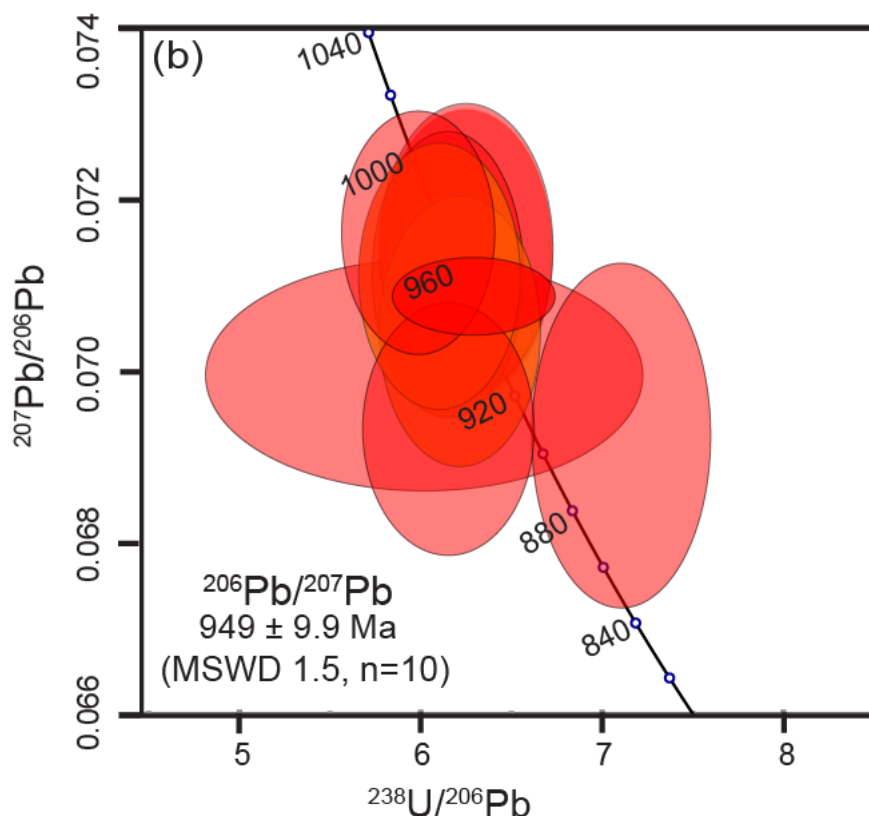 (b)
0.074
0.072
0.070
0.068
0.066
²⁰⁷Pb/²⁰⁶Pb
1040
1000
960
920
880
840
²⁰⁶Pb/²⁰⁷Pb
949 ± 9.9 Ma
(MSWD 1.5, n=10)
5 6 7 8
²³⁸U/²⁰⁶Pb